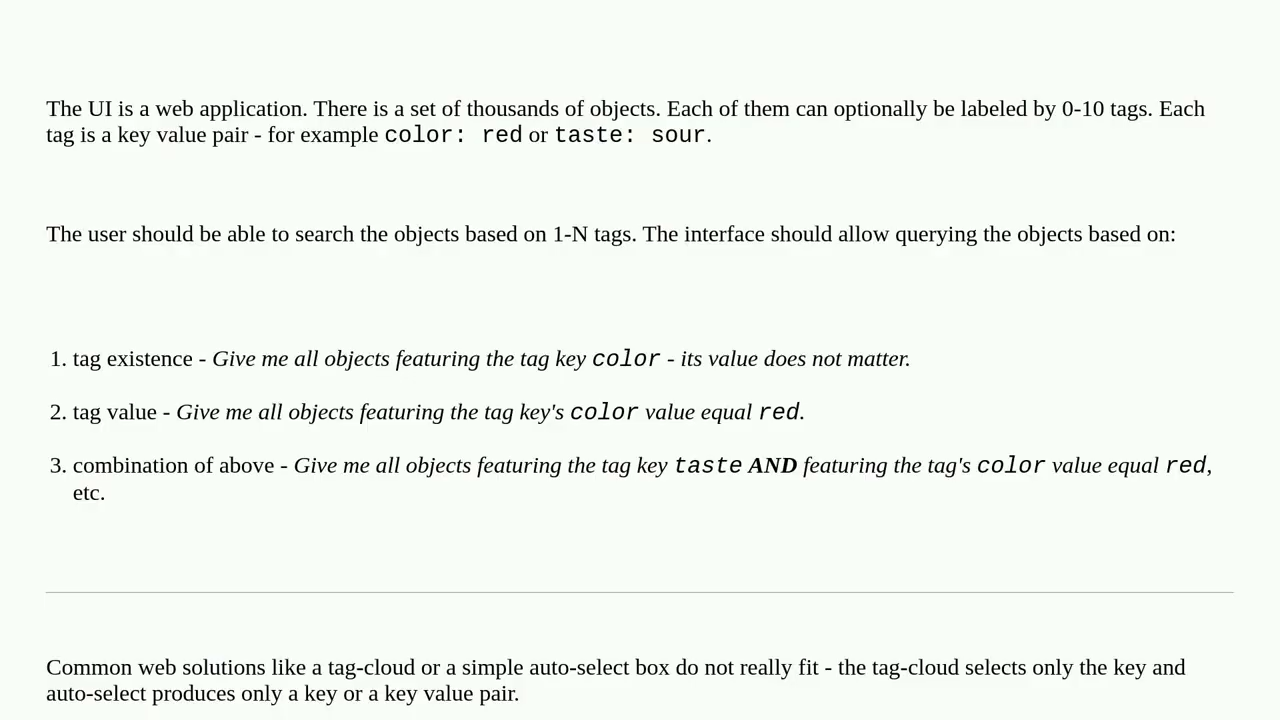 The UI is a web application. There is a set of thousands of objects. Each of them can optionally be labeled by 0-10 tags. Each
tag is a key value pair - for example color: red or taste: sour.
The user should be able to search the objects based on 1-N tags. The interface should allow querying the objects based on:
1. tag existence - Give me all objects featuring the tag key color - its value does not matter.
2. tag value - Give me all objects featuring the tag key's color value equal red.
3. combination of above - Give me all objects featuring the tag key taste AND featuring the tag's color value equal red,
etc.
Common web solutions like a tag-cloud or a simple auto-select box do not really fit - the tag-cloud selects only the key and
auto-select produces only a key or a key value pair.